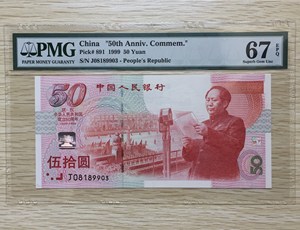 PMG
PAPER MONEY GUARANTY
China "50th Anniv. Commem."
Pick# 891 1999 50 Yuan
S/N J08189903 - People's Republic
67 EPQ
Superb Gem Unc
50
中国人民银行
伍拾圆
J08189903
50